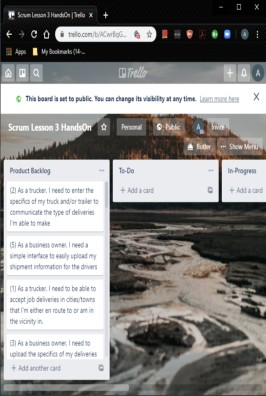 Scrum Lesson 3 HandsOn | Trello
trello.com/b/ACwrBqG...
Apps My Bookmarks (14-...
Trello
A
This board is set to public. You can change its visibility at any time. Learn more here X
Scrum Lesson 3 HandsOn Personal Public A Invite
Butler ... Show Menu
Product Backlog ...
(2) As a trucker. I need to enter the
specifics of my truck and/or trailer to
communicate the type of deliveries
I'm able to make
(5) As a business owner. I need a
simple interface to easily upload my
shipment information for the drivers
(1) As a trucker. I need to be able to
accept job deliveries in cities/towns
that I'm either en route to or am in
the vicinity in.
(3) As a business owner. I need to
upload the specifics of my deliveries
+ Add another card
To-Do ...
+ Add a card
In-Progress
+ Add a card